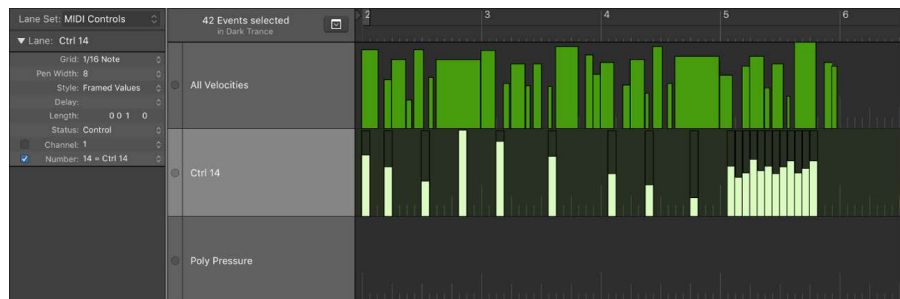 Lane Set: MIDI Controls
42 Events selected
in Dark Trance
2 3 4 5 6
Lane: Ctrl 14
Grid: 1/16 Note
Pen Width: 8
Style: Framed Values
Delay:
Length: 0 0 1 0
Status: Control
Channel: 1
Number: 14 = Ctrl 14
All Velocities
Ctrl 14
Poly Pressure